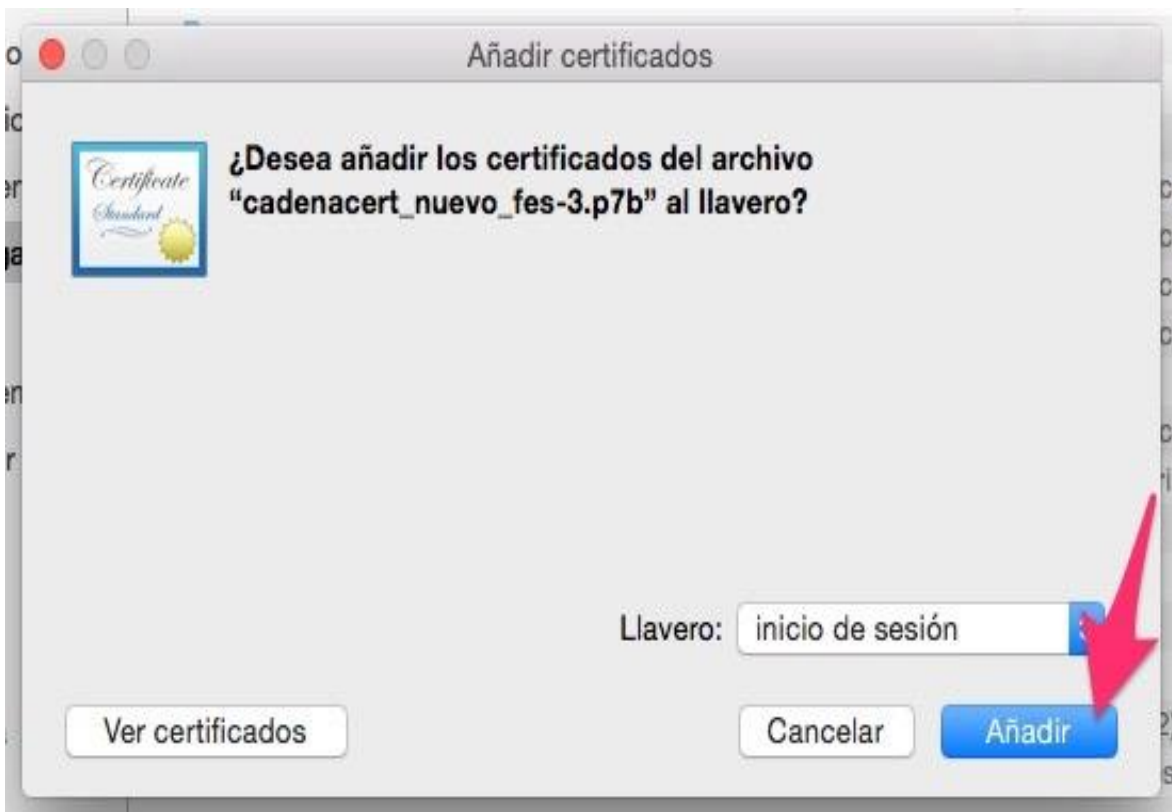 Añadir certificados
Certificate
Standard
¿Desea añadir los certificados del archivo
“cadenacert_nuevo_fes-3.p7b” al llavero?
Llavero: inicio de sesión
Ver certificados Cancelar Añadir